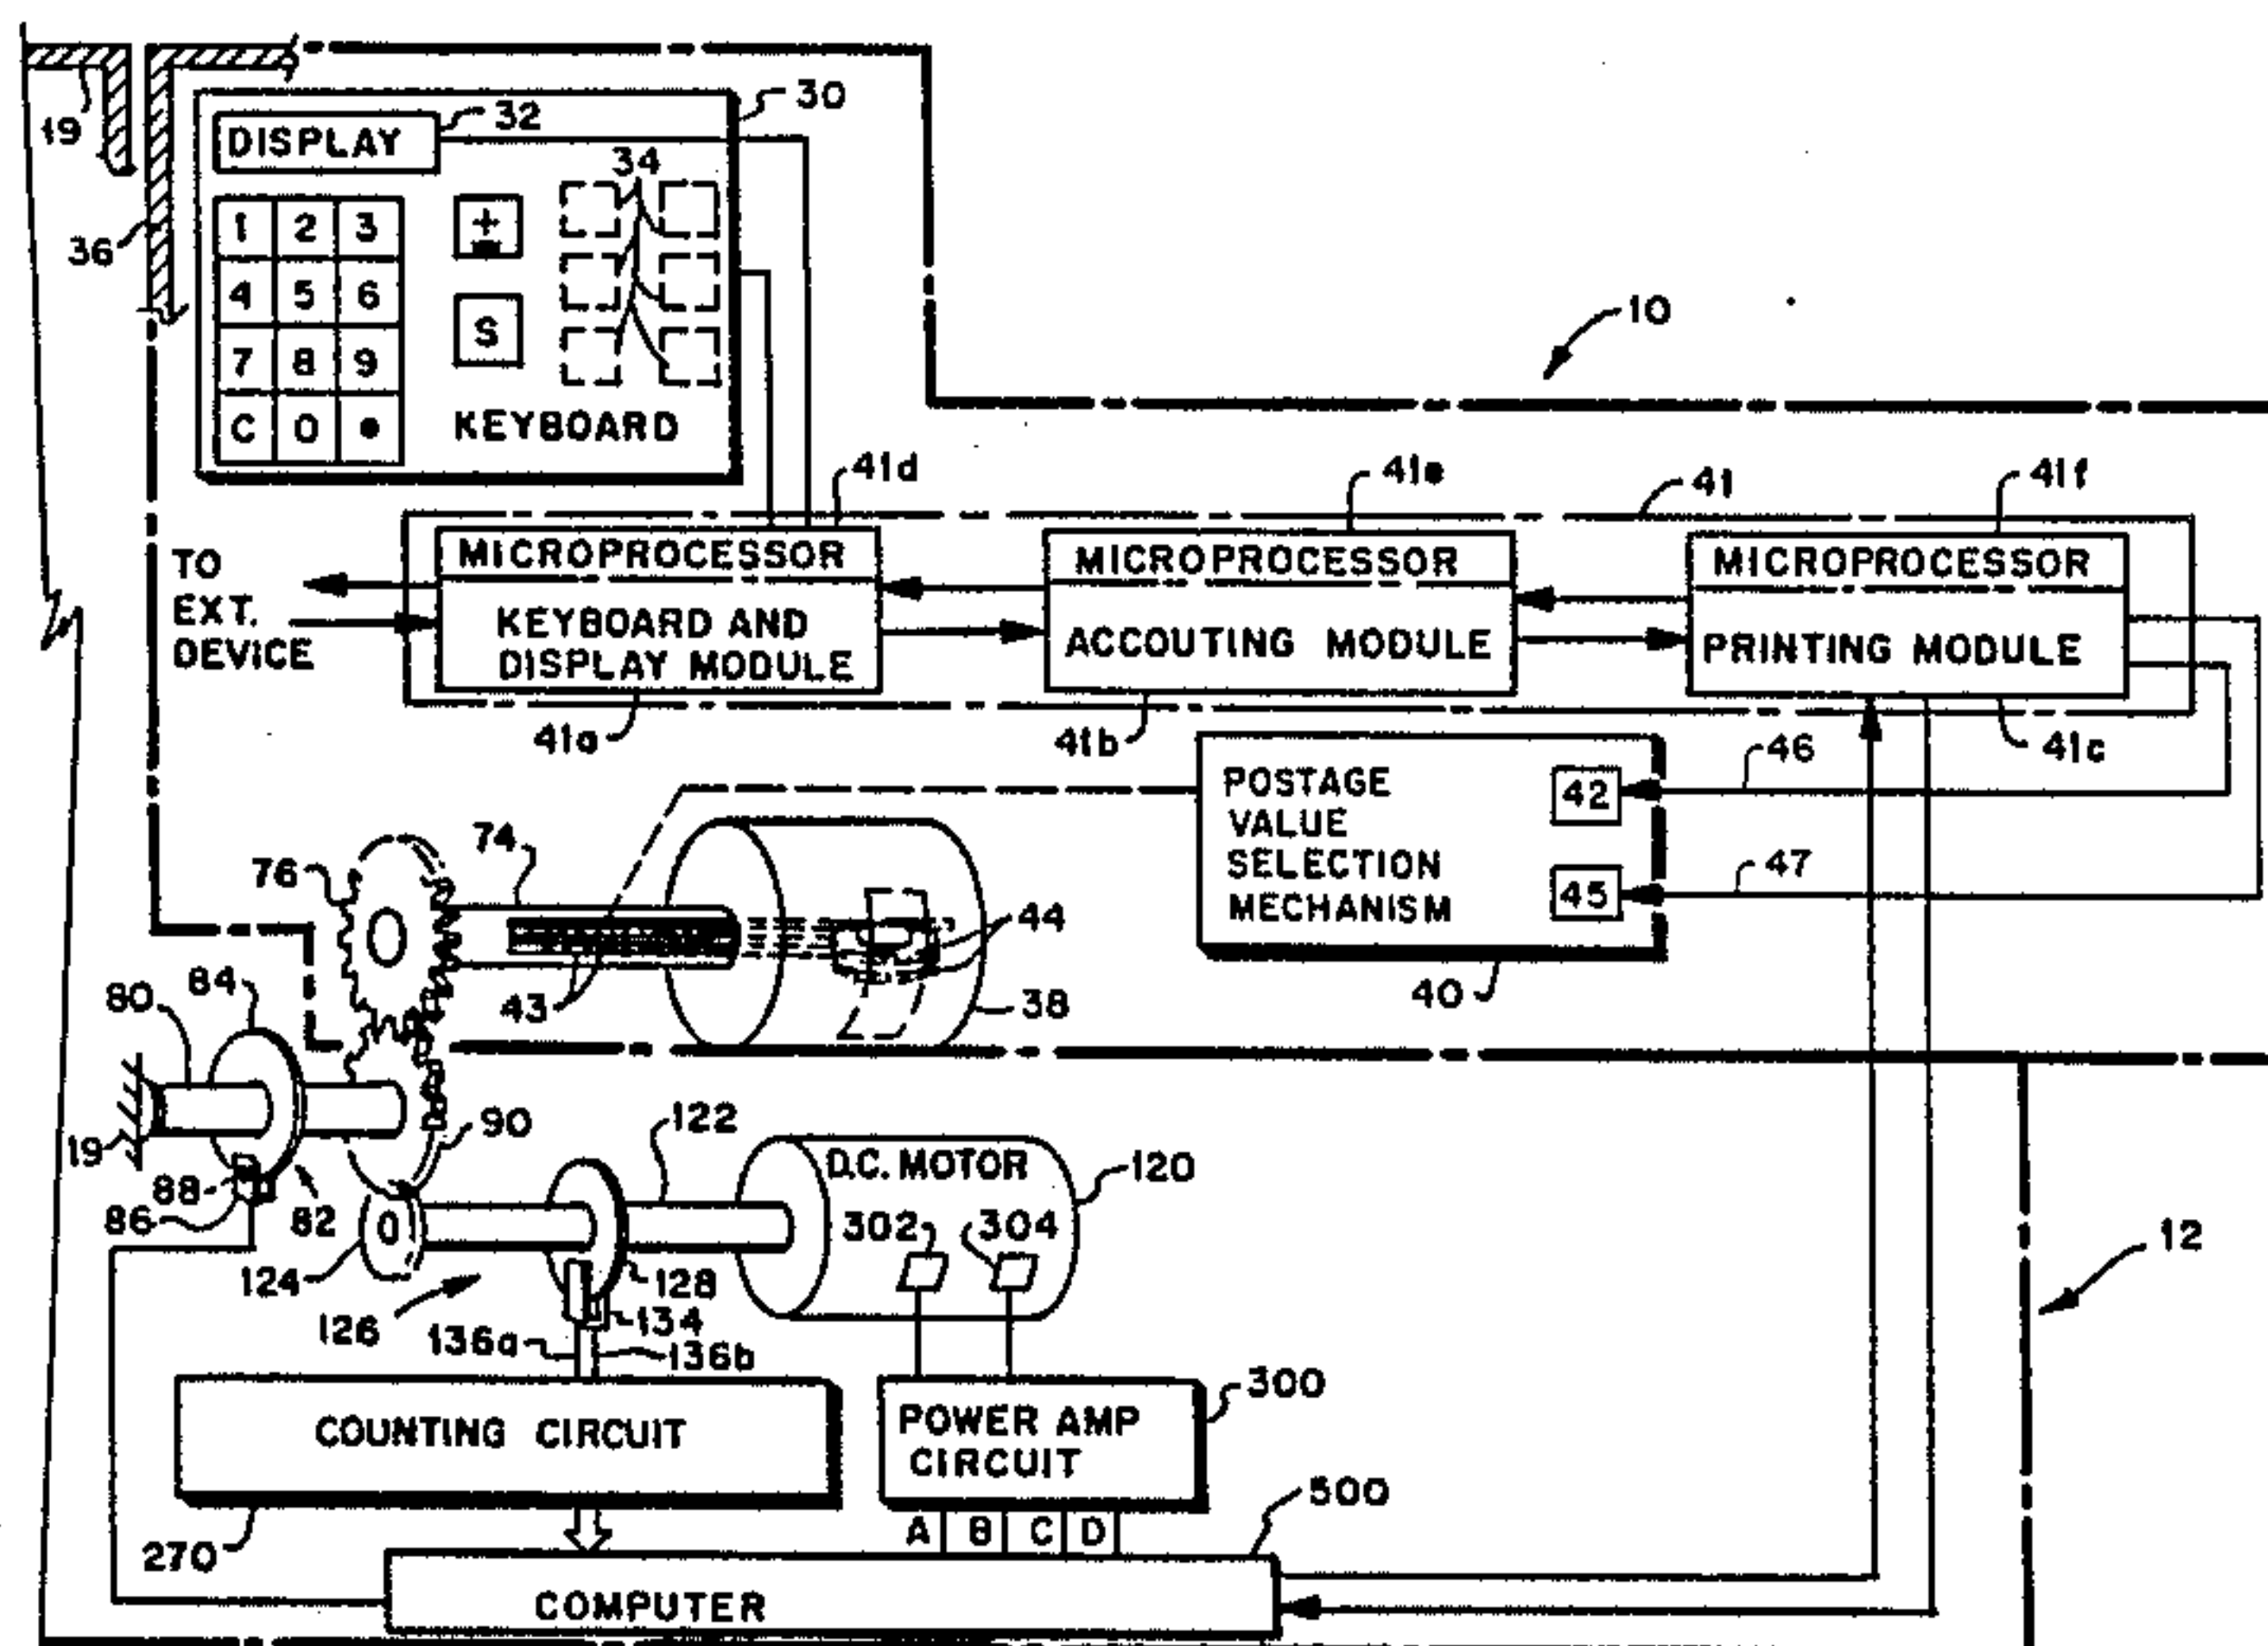 19
36
30
32
DISPLAY
34
1 2 3
4 5 6
7 8 9
C 0 •
+
-
S
KEYBOARD
10
41d
41e
41
41f
TO
EXT.
DEVICE
MICROPROCESSOR
KEYBOARD AND
DISPLAY MODULE
MICROPROCESSOR
ACCOUTING MODULE
MICROPROCESSOR
PRINTING MODULE
41a
41b
41c
46
47
POSTAGE
VALUE
SELECTION
MECHANISM
42
45
40
74
76
43
44
38
80
84
19
88
86
82
90
122
D.C. MOTOR
120
302
304
12
124
126
128
134
136a
136b
COUNTING CIRCUIT
270
POWER AMP
CIRCUIT
300
A B C D
500
COMPUTER